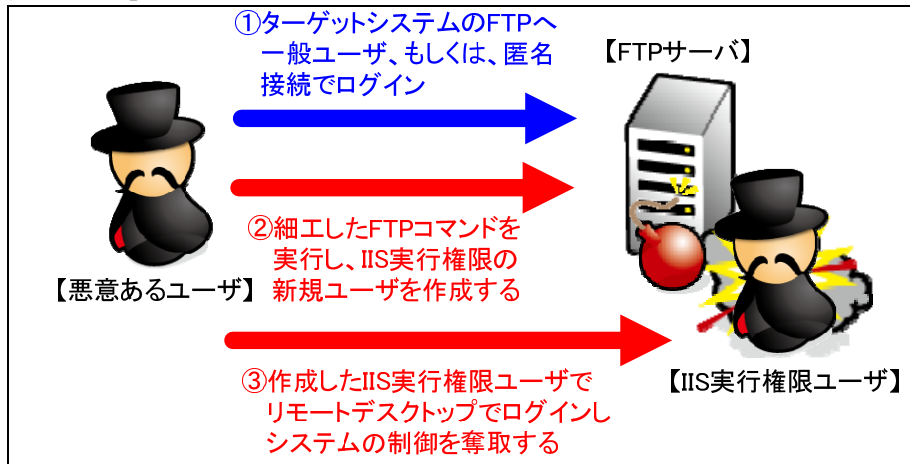 ①ターゲットシステムのFTPへ
一般ユーザ、もしくは、匿名
接続でログイン
【FTPサーバ】
②細工したFTPコマンドを
実行し、IIS実行権限の
新規ユーザを作成する
【悪意あるユーザ】
③作成したIIS実行権限ユーザで
リモートデスクトップでログインし
システムの制御を奪取する
【IIS実行権限ユーザ】